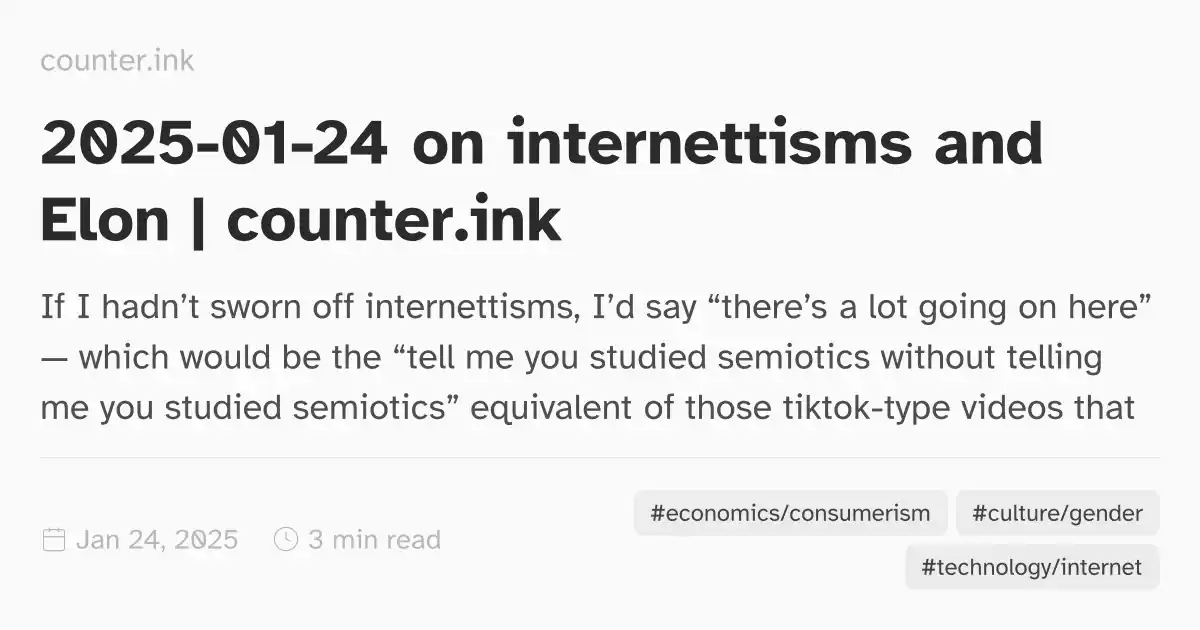 counter.ink
2025-01-24 on internettisms and
Elon | counter.ink
If I hadn’t sworn off internettisms, I’d say “there’s a lot going on here”
— which would be the “tell me you studied semiotics without telling
me you studied semiotics” equivalent of those tiktok-type videos that
Jan 24, 2025 3 min read
#economics/consumerism #culture/gender
#technology/internet